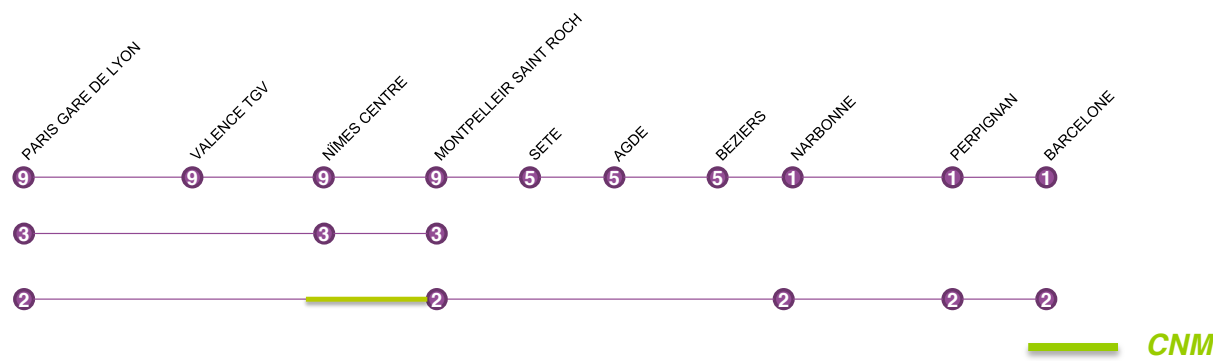 PARIS GARE DE LYON
VALENCE TGV
NÏMES CENTRE
MONTPELLEIR SAINT ROCH
SETE
AGDE
BEZIERS
NARBONNE
PERPIGNAN
BARCELONE
9 9 9 9 5 5 5 1 1 1
3 3 3
2 2 2 2 2
CNM